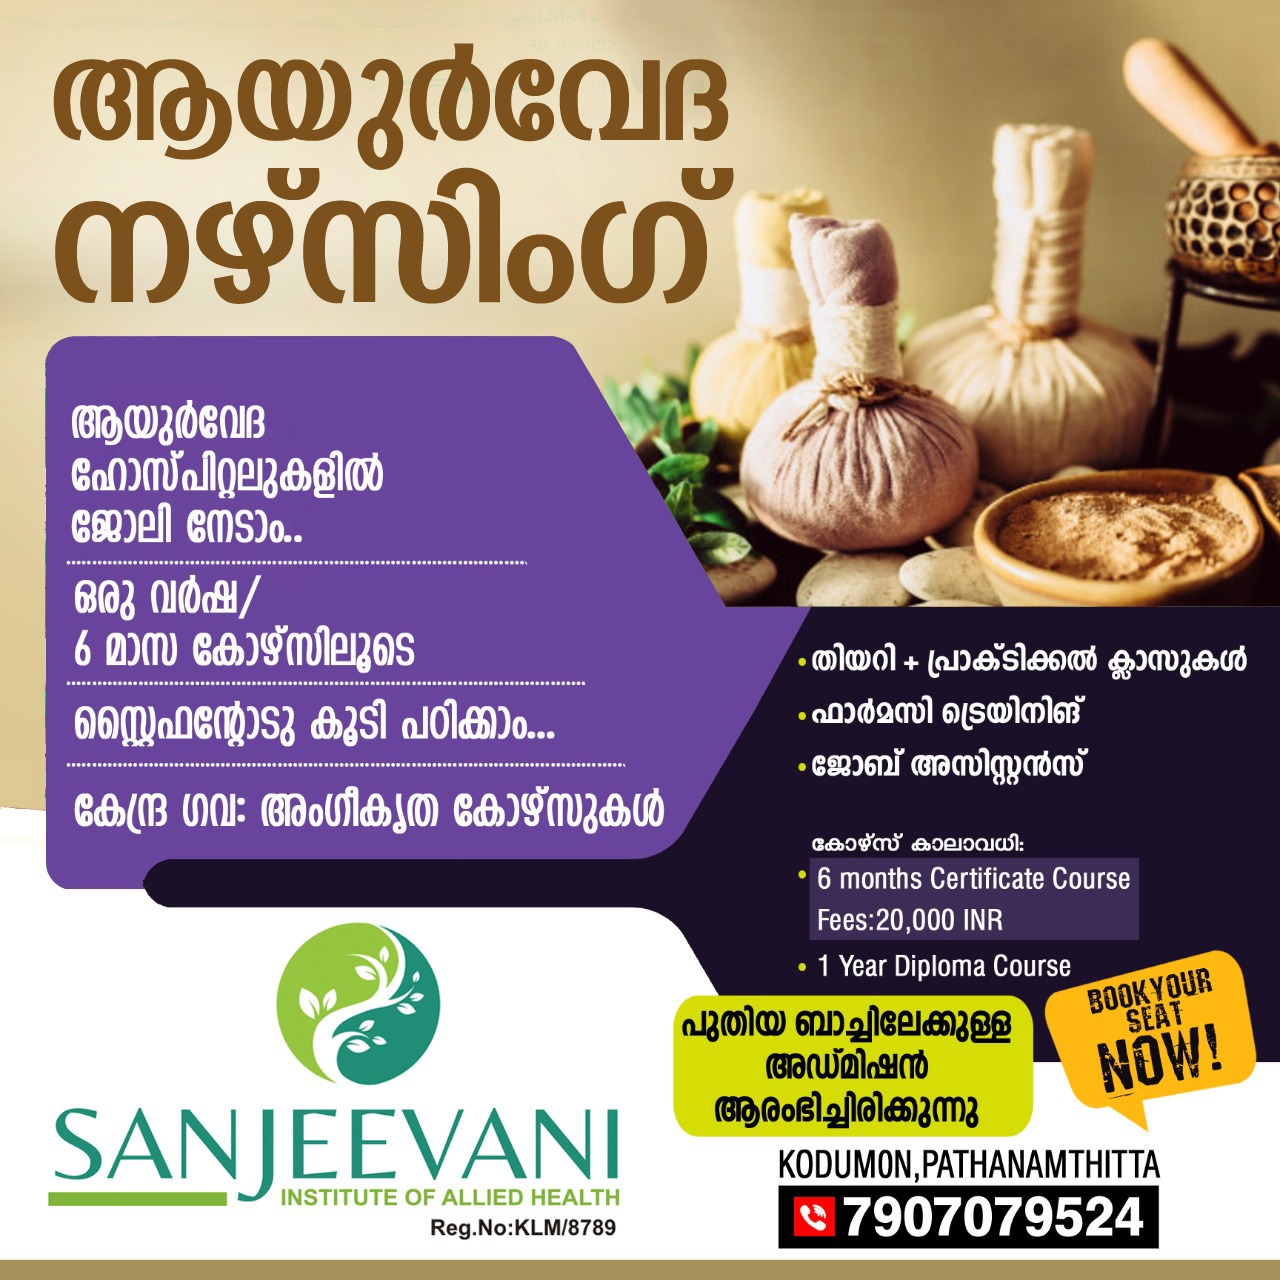 ആയുർവേദ
നഴ്സിംഗ്
ആയുർവേദ
ഹോസ്പിറ്റലുകളിൽ
ജോലി നേടാം..
ഒരു വർഷ/
6 മാസ കോഴ്സിലൂടെ
സ്റ്റൈഫന്റോടു കൂടി പഠിക്കാം...
കേന്ദ്ര ഗവ: അംഗീകൃത കോഴ്സുകൾ
• തിയറി + പ്രാക്ടിക്കൽ ക്ലാസുകൾ
• ഫാർമസി ട്രെയിനിങ്
• ജോബ് അസിസ്റ്റൻസ്
കോഴ്സ് കാലാവധി:
• 6 months Certificate Course
Fees:20,000 INR
• 1 Year Diploma Course
പുതിയ ബാച്ചിലേക്കുള്ള
അഡ്മിഷൻ
ആരംഭിച്ചിരിക്കുന്നു
BOOK YOUR
SEAT
NOW!
SANJEEVANI
INSTITUTE OF ALLIED HEALTH
Reg.No:KLM/8789
KODUMON,PATHANAMTHITTA
7907079524